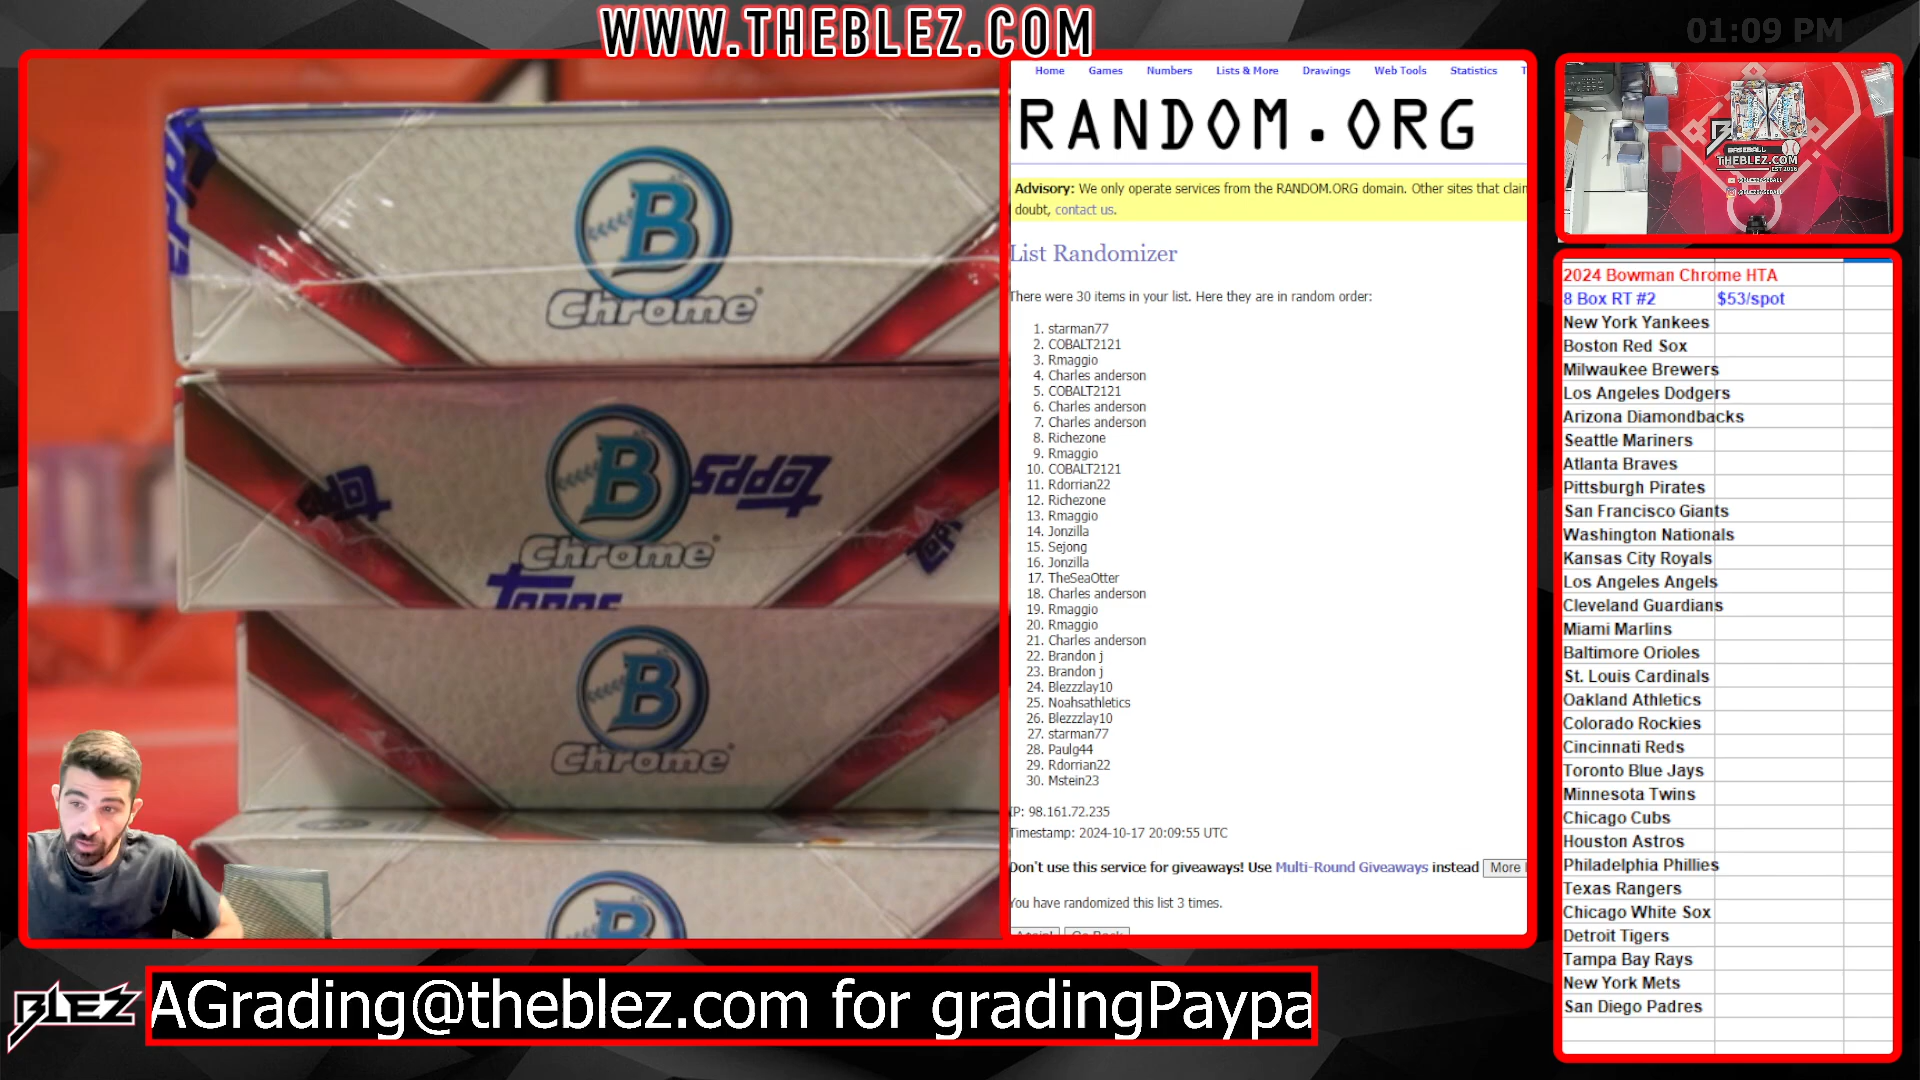 WWW.THEBLEZ.COM
01:09 PM
B
Chrome
Topps
B
Chrome
Topps
B
Chrome
Home Games Numbers Lists & More Drawings Web Tools Statistics T
RANDOM.ORG
Advisory: We only operate services from the RANDOM.ORG domain. Other sites that clain
doubt, contact us.
List Randomizer
There were 30 items in your list. Here they are in random order:
1. starman77
2. COBALT2121
3. Rmaggio
4. Charles anderson
5. COBALT2121
6. Charles anderson
7. Charles anderson
8. Richezone
9. Rmaggio
10. COBALT2121
11. Rdorrian22
12. Richezone
13. Rmaggio
14. Jonzilla
15. Sejong
16. Jonzilla
17. TheSeaOtter
18. Charles anderson
19. Rmaggio
20. Rmaggio
21. Charles anderson
22. Brandon j
23. Brandon j
24. Blezzzlay10
25. Noahsathletics
26. Blezzzlay10
27. starman77
28. Paulg44
29. Rdorrian22
30. Mstein23
IP: 98.161.72.235
Timestamp: 2024-10-17 20:09:55 UTC
Don't use this service for giveaways! Use Multi-Round Giveaways instead More
You have randomized this list 3 times.
Again! Go Back
BASEBALL
THEBLEZ.COM
2024 Bowman Chrome HTA
8 Box RT #2 $53/spot
New York Yankees
Boston Red Sox
Milwaukee Brewers
Los Angeles Dodgers
Arizona Diamondbacks
Seattle Mariners
Atlanta Braves
Pittsburgh Pirates
San Francisco Giants
Washington Nationals
Kansas City Royals
Los Angeles Angels
Cleveland Guardians
Miami Marlins
Baltimore Orioles
St. Louis Cardinals
Oakland Athletics
Colorado Rockies
Cincinnati Reds
Toronto Blue Jays
Minnesota Twins
Chicago Cubs
Houston Astros
Philadelphia Phillies
Texas Rangers
Chicago White Sox
Detroit Tigers
Tampa Bay Rays
New York Mets
San Diego Padres
BLEZ
AGrading@theblez.com for gradingPaypa